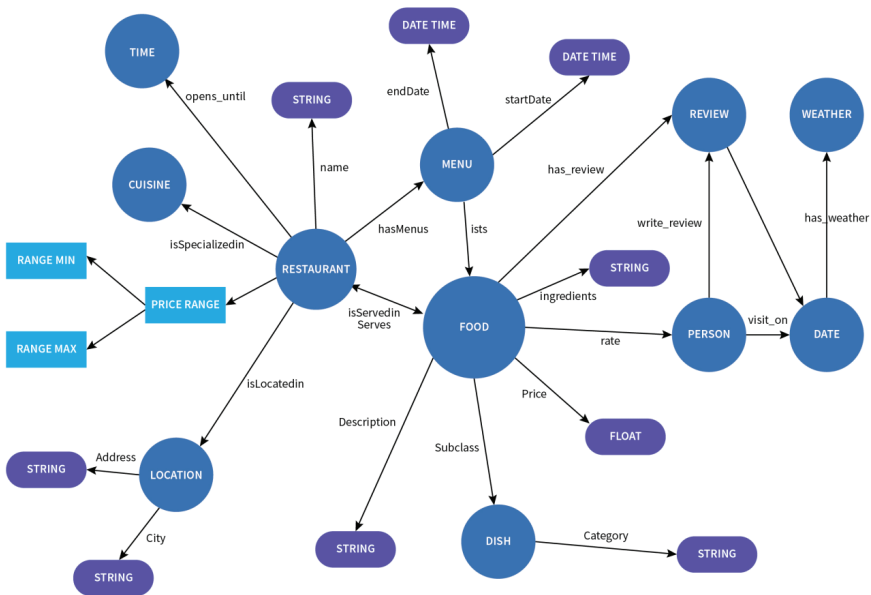 DATE TIME
TIME
DATE TIME
endDate
opens_until
STRING
startDate
REVIEW
WEATHER
MENU
name
has_review
CUISINE
hasMenus
ists
write_review
has_weather
isSpecializedin
RANGE MIN
RESTAURANT
STRING
ingredients
PRICE RANGE
isServedin
Serves
FOOD
visit_on
RANGE MAX
rate
PERSON
DATE
isLocatedin
Price
Description
FLOAT
Subclass
Address
STRING
LOCATION
City
STRING
STRING
DISH
Category
STRING